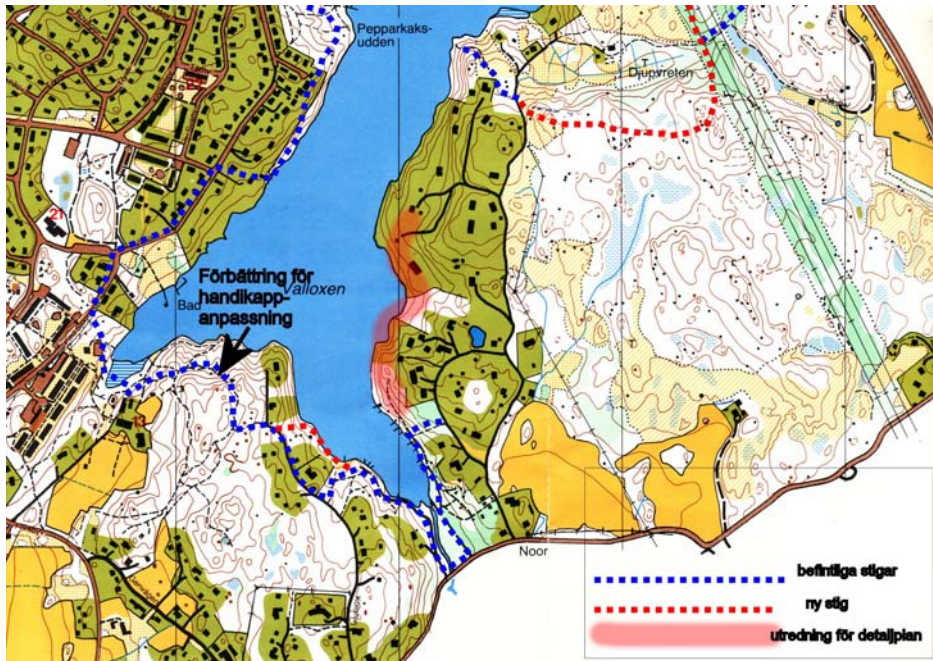 Pepparkaks-
udden
Djupvreten
21
Förbättring för
handikapp-
anpassning
Valloxen
Bad
Noor
befintliga stigar
ny stig
utredning för detaljplan